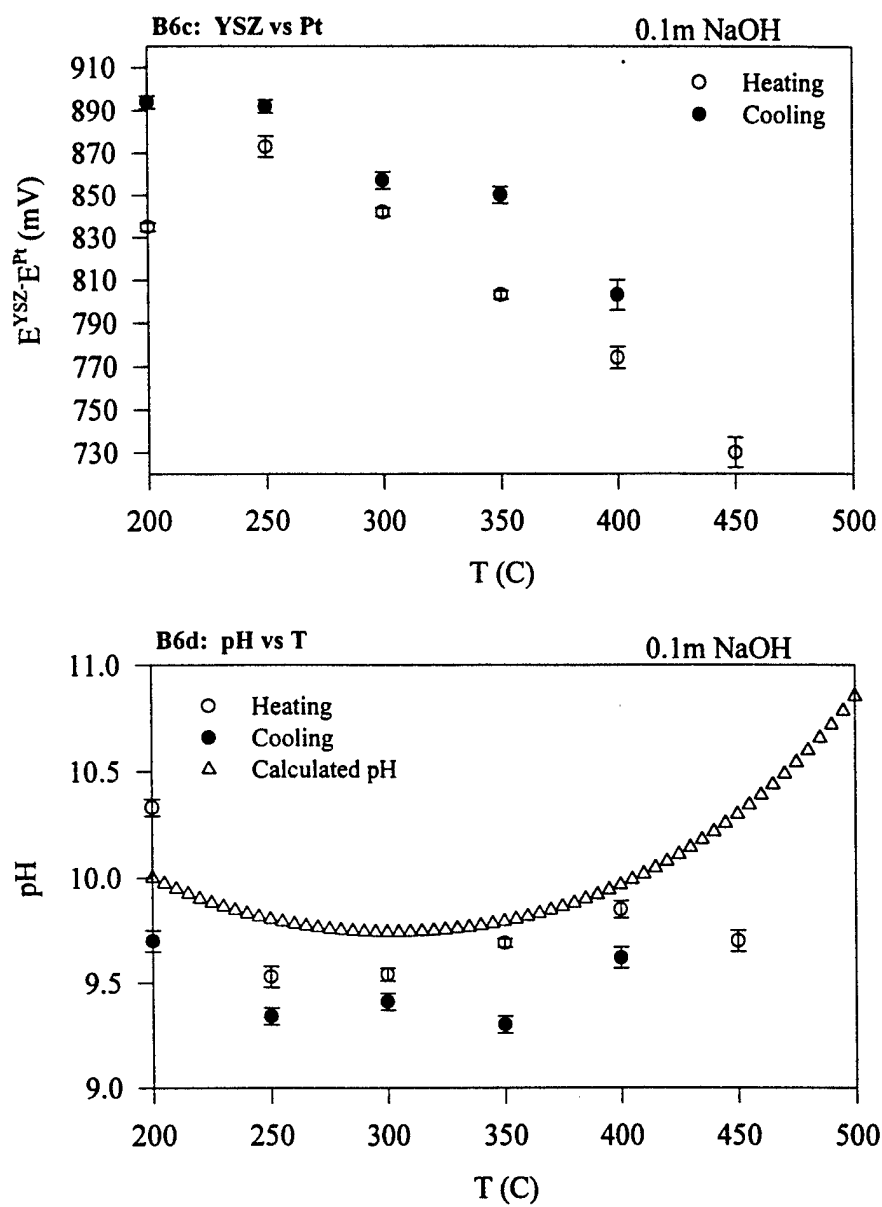 B6c: YSZ vs Pt 0.1m NaOH
910
890
870
850
830
810
790
770
750
730
E^YSZ-E^Pt (mV)
Heating
Cooling
200 250 300 350 400 450 500
T (C)
B6d: pH vs T 0.1m NaOH
11.0
10.5
10.0
9.5
9.0
pH
Heating
Cooling
Calculated pH
200 250 300 350 400 450 500
T (C)